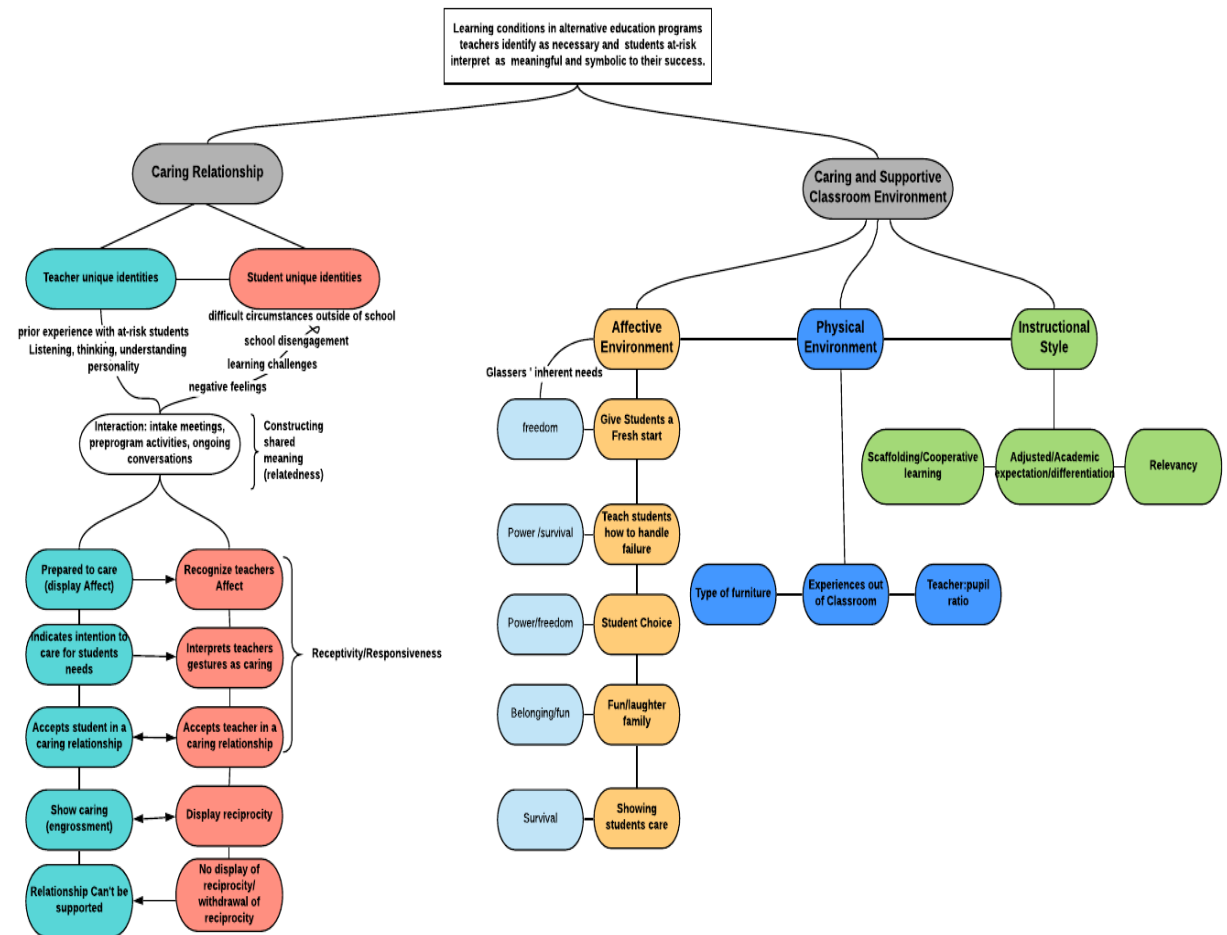 Learning conditions in alternative education programs
teachers identify as necessary and students at-risk
interpret as meaningful and symbolic to their success.
Caring Relationship
Caring and Supportive
Classroom Environment
Teacher unique identities
Student unique identities
prior experience with at-risk students
Listening, thinking, understanding
personality
difficult circumstances outside of school
school disengagement
learning challenges
negative feelings
Interaction: intake meetings,
preprogram activities, ongoing
conversations
Constructing
shared
meaning
(relatedness)
Prepared to care
(display Affect)
Recognize teachers
Affect
Indicates intention to
care for students
needs
Interprets teachers
gestures as caring
Accepts student in a
caring relationship
Accepts teacher in a
caring relationship
Receptivity/Responsiveness
Show caring
(engrossment)
Display reciprocity
Relationship Can't be
supported
No display of
reciprocity/
withdrawal of
reciprocity
Affective
Environment
Physical
Environment
Instructional
Style
Glassers ' inherent needs
freedom
Give Students a
Fresh start
Power /survival
Teach students
how to handle
failure
Power/freedom
Student Choice
Belonging/fun
Fun/laughter
family
Survival
Showing
students care
Type of furniture
Experiences out
of Classroom
Teacher:pupil
ratio
Scaffolding/Cooperative
learning
Adjusted/Academic
expectation/differentiation
Relevancy